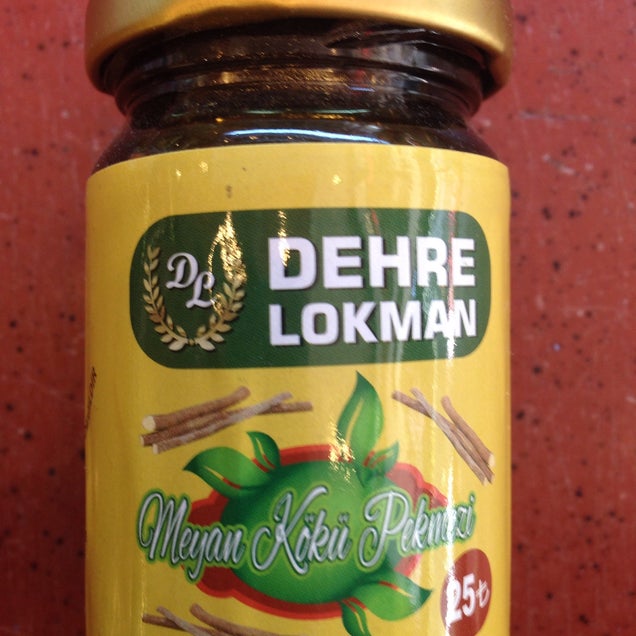 DL
DEHRE
LOKMAN
Meyan Kökü Pekmezi
25₺